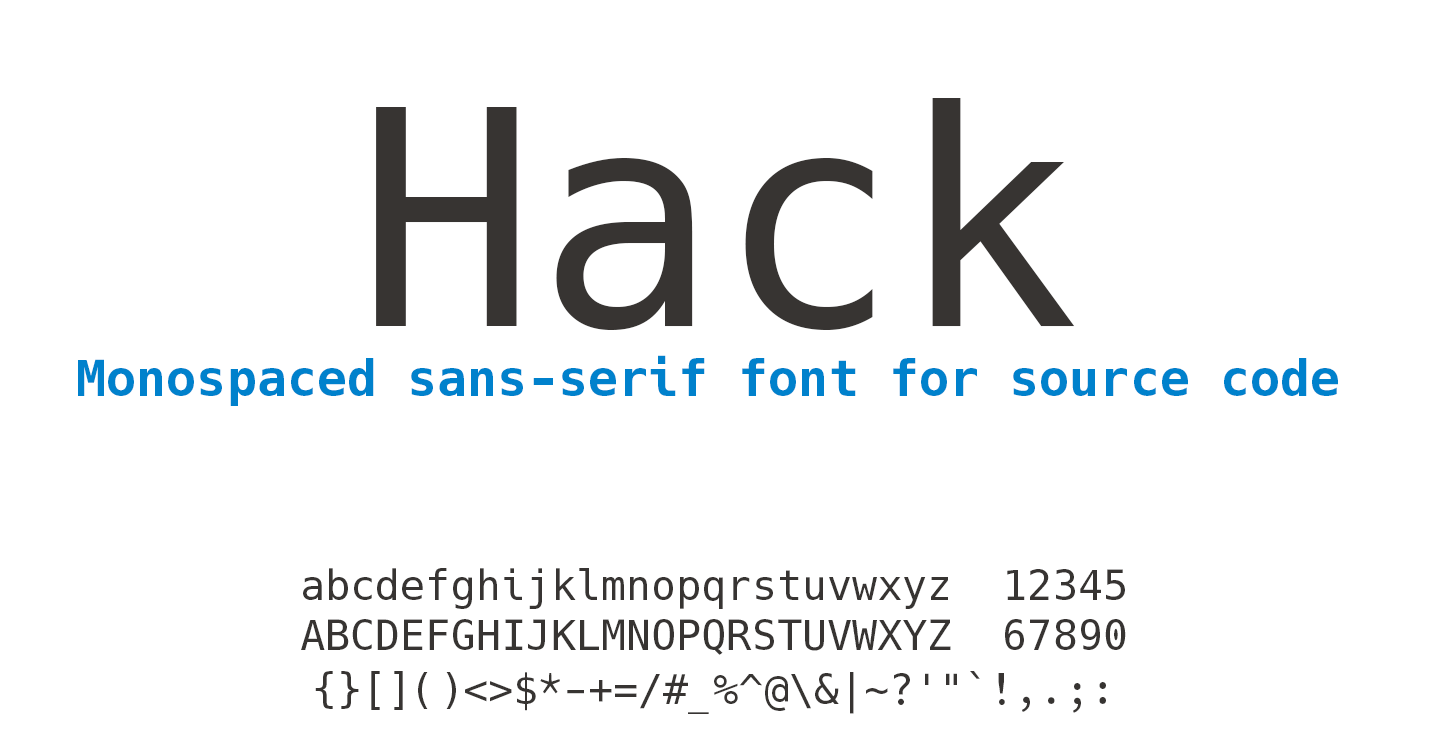 Hack
Monospaced sans-serif font for source code
abcdefghijklmnopqrstuvwxyz  12345
ABCDEFGHIJKLMNOPQRSTUVWXYZ  67890
{}[]()<>$*-+=/#_%^@\&|~?'"`!,.;: